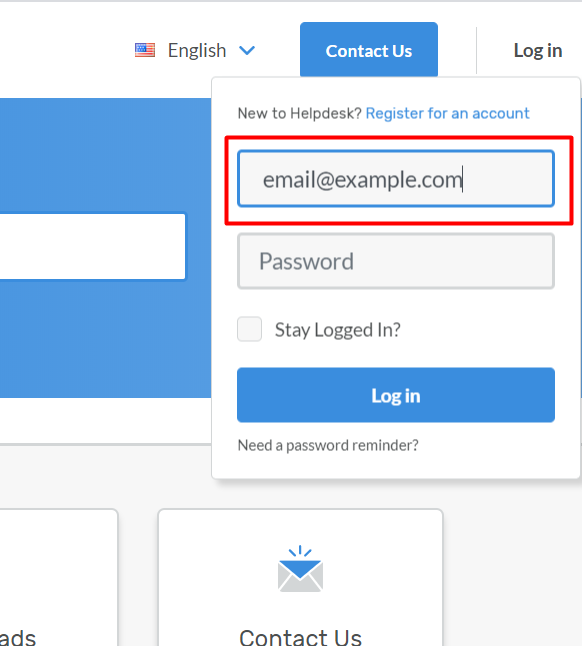 English
Contact Us
Log in
New to Helpdesk? Register for an account
email@example.com
Password
Stay Logged In?
Log in
Need a password reminder?
ads
Contact Us